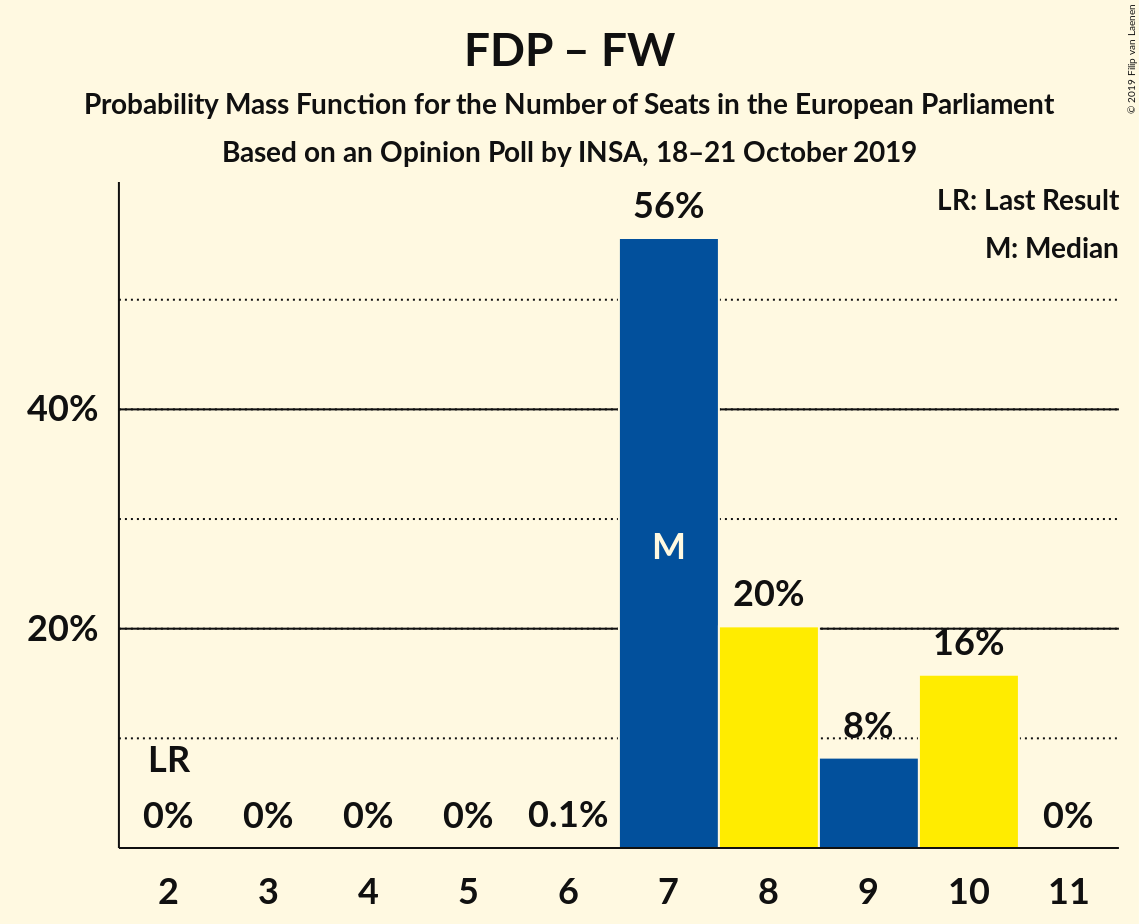 FDP – FW
Probability Mass Function for the Number of Seats in the European Parliament
Based on an Opinion Poll by INSA, 18–21 October 2019
© 2019 Filip van Laenen
LR: Last Result
M: Median
56%
40%
M
20%
20%
16%
8%
LR
0%
0%
0%
0%
0.1%
0%
2
3
4
5
6
7
8
9
10
11